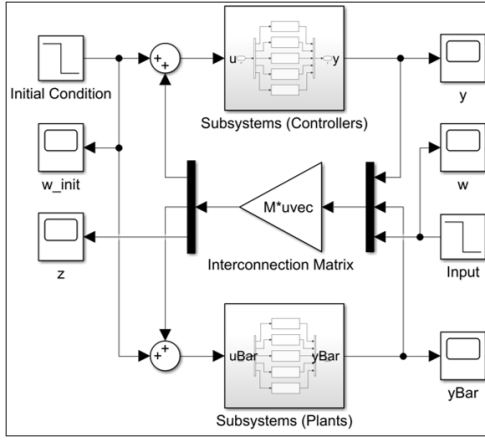 u
y
Initial Condition
y
Subsystems (Controllers)
w_init
w
M*uvec
z
Interconnection Matrix
Input
uBar
yBar
yBar
Subsystems (Plants)